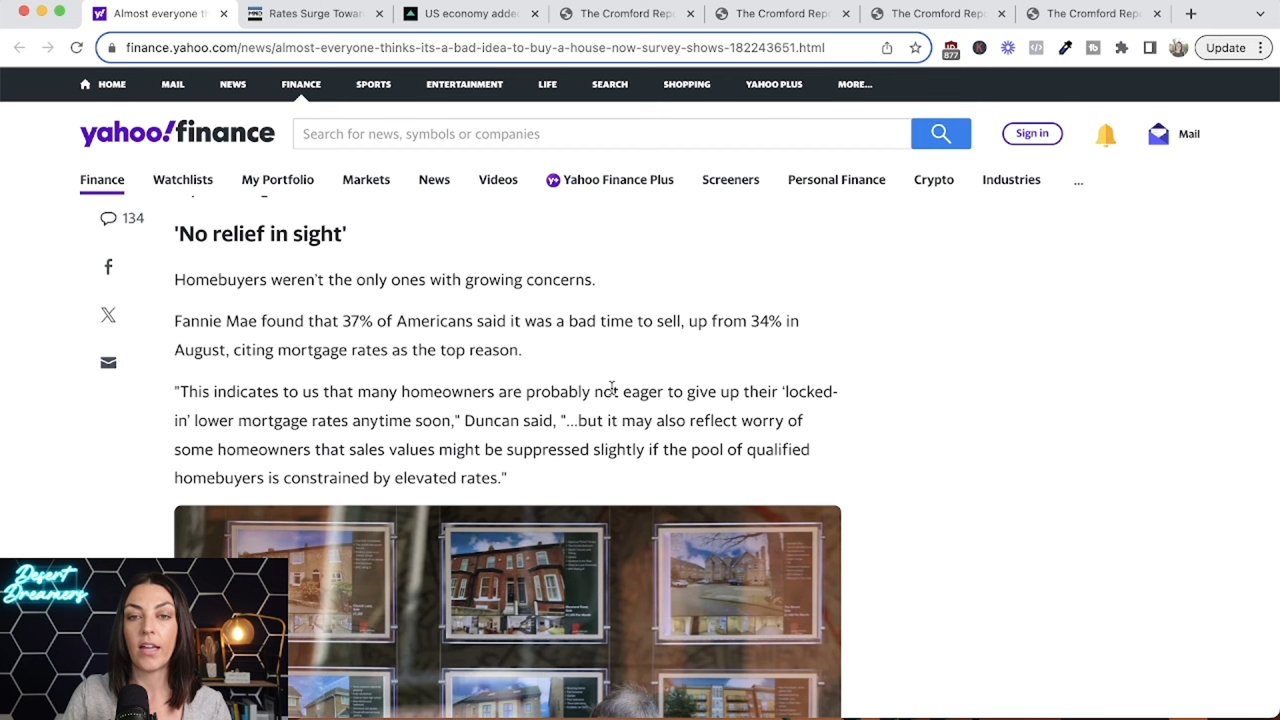 Almost everyone th
Rates Surge Towar
US economy adde
The Cromford Rep
The Cromford Rep
The Cromford Rep
The Cromford Rep
finance.yahoo.com/news/almost-everyone-thinks-its-a-bad-idea-to-buy-a-house-now-survey-shows-182243651.html
877
Update
HOME MAIL NEWS FINANCE SPORTS ENTERTAINMENT LIFE SEARCH SHOPPING YAHOO PLUS MORE...
yahoo!finance
Search for news, symbols or companies
Sign in
Mail
Finance Watchlists My Portfolio Markets News Videos Yahoo Finance Plus Screeners Personal Finance Crypto Industries ...
134
'No relief in sight'
Homebuyers weren't the only ones with growing concerns.
Fannie Mae found that 37% of Americans said it was a bad time to sell, up from 34% in
August, citing mortgage rates as the top reason.
"This indicates to us that many homeowners are probably not eager to give up their ‘locked-
in’ lower mortgage rates anytime soon," Duncan said, "...but it may also reflect worry of
some homeowners that sales values might be suppressed slightly if the pool of qualified
homebuyers is constrained by elevated rates."
Desert
Dreamers